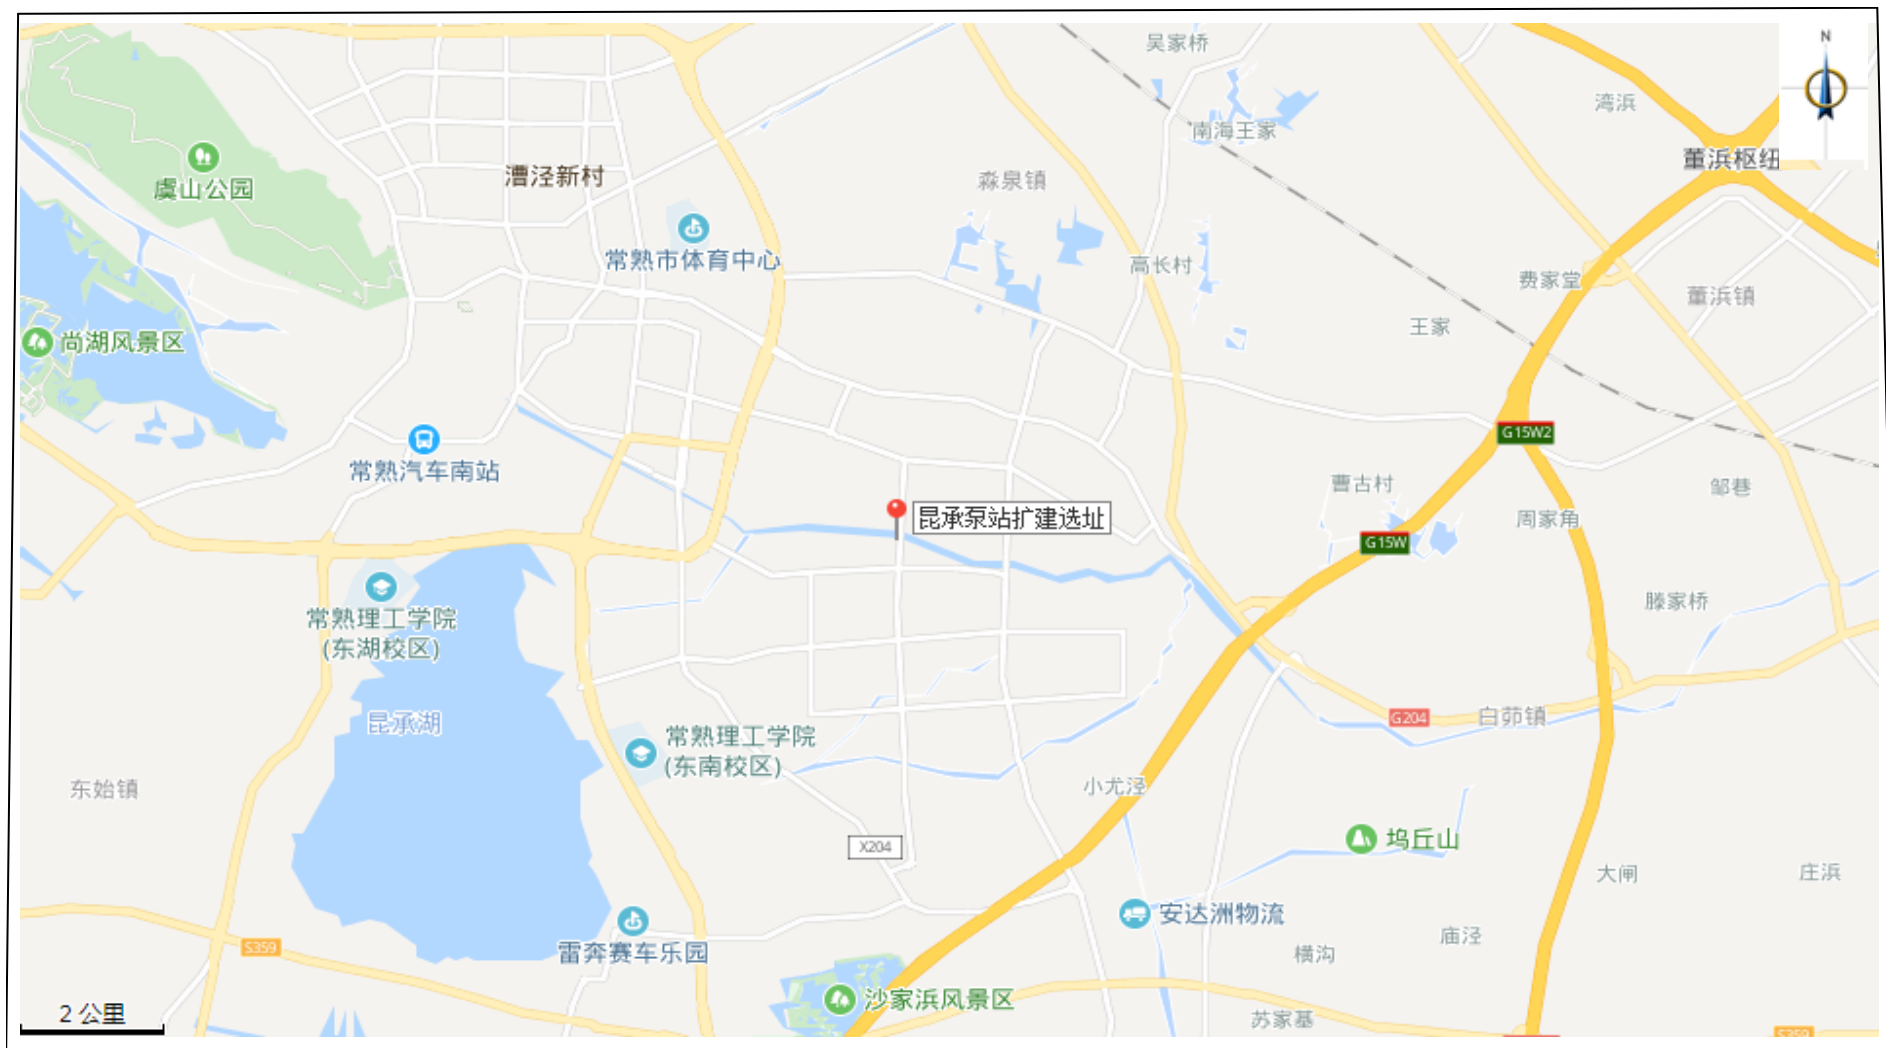 N
吴家桥
湾浜
南海王家
董浜枢纽
漕泾新村
淼泉镇
虞山公园
常熟市体育中心
高长村
费家堂
董浜镇
王家
尚湖风景区
G15W2
常熟汽车南站
曹古村
邹巷
昆承泵站扩建选址
周家角
G15W
滕家桥
常熟理工学院
(东湖校区)
昆承湖
G204
白茆镇
常熟理工学院
(东南校区)
东始镇
小尤泾
X204
坞丘山
大闸
庄浜
安达洲物流
S359
雷奔赛车乐园
庙泾
横沟
沙家浜风景区
2 公里
苏家基
S359